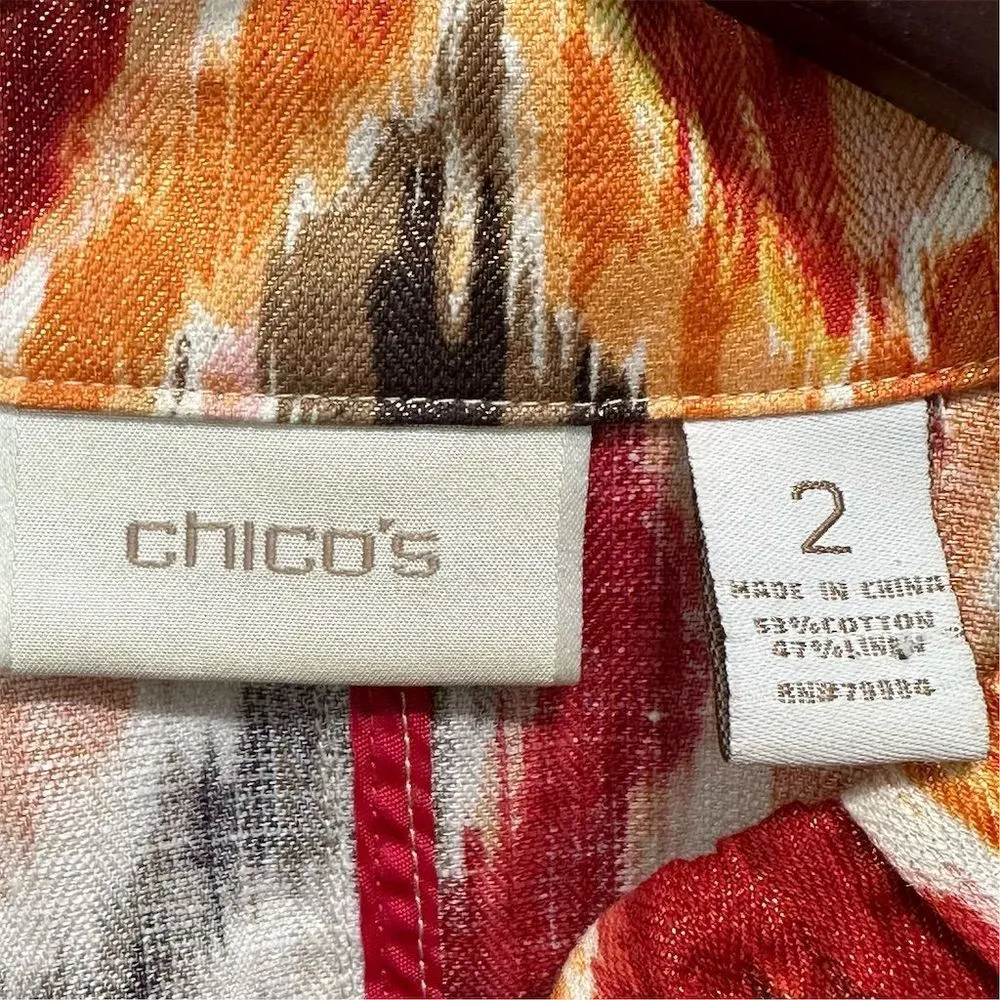 chico's
2
MADE IN CHINA
53% COTTON
47% LINEN